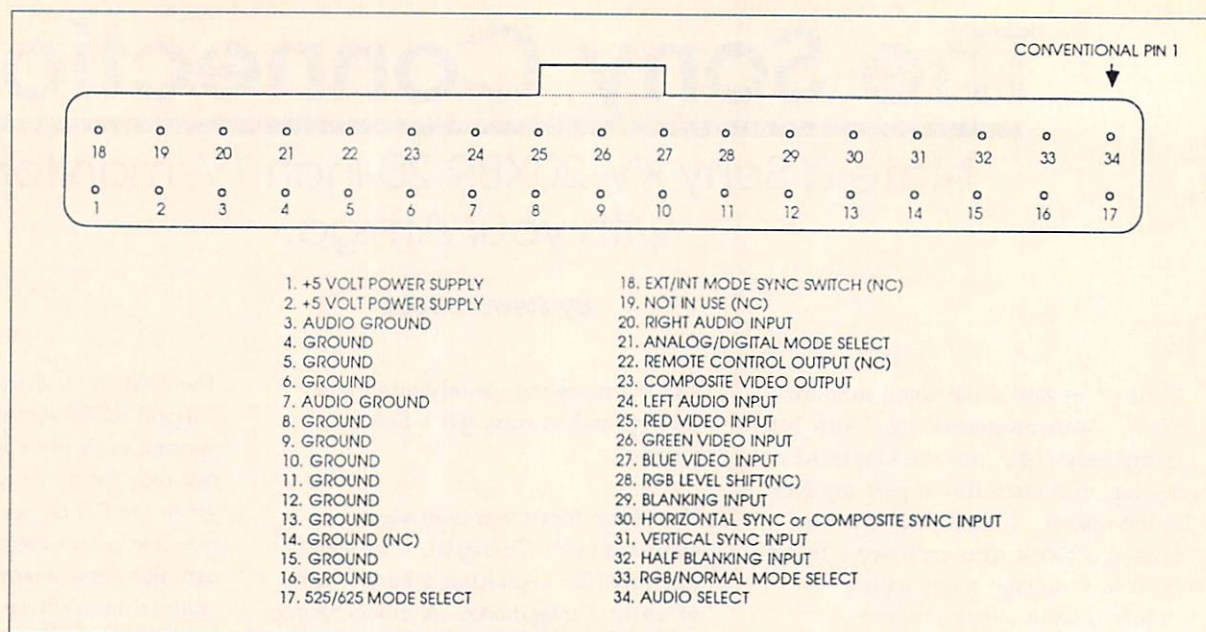 CONVENTIONAL PIN 1
18 19 20 21 22 23 24 25 26 27 28 29 30 31 32 33 34
1 2 3 4 5 6 7 8 9 10 11 12 13 14 15 16 17
1. +5 VOLT POWER SUPPLY
2. +5 VOLT POWER SUPPLY
3. AUDIO GROUND
4. GROUND
5. GROUND
6. GROUND
7. AUDIO GROUND
8. GROUND
9. GROUND
10. GROUND
11. GROUND
12. GROUND
13. GROUND
14. GROUND (NC)
15. GROUND
16. GROUND
17. 525/625 MODE SELECT
18. EXT/INT MODE SYNC SWITCH (NC)
19. NOT IN USE (NC)
20. RIGHT AUDIO INPUT
21. ANALOG/DIGITAL MODE SELECT
22. REMOTE CONTROL OUTPUT (NC)
23. COMPOSITE VIDEO OUTPUT
24. LEFT AUDIO INPUT
25. RED VIDEO INPUT
26. GREEN VIDEO INPUT
27. BLUE VIDEO INPUT
28. RGB LEVEL SHIFT(NC)
29. BLANKING INPUT
30. HORIZONTAL SYNC or COMPOSITE SYNC INPUT
31. VERTICAL SYNC INPUT
32. HALF BLANKING INPUT
33. RGB/NORMAL MODE SELECT
34. AUDIO SELECT